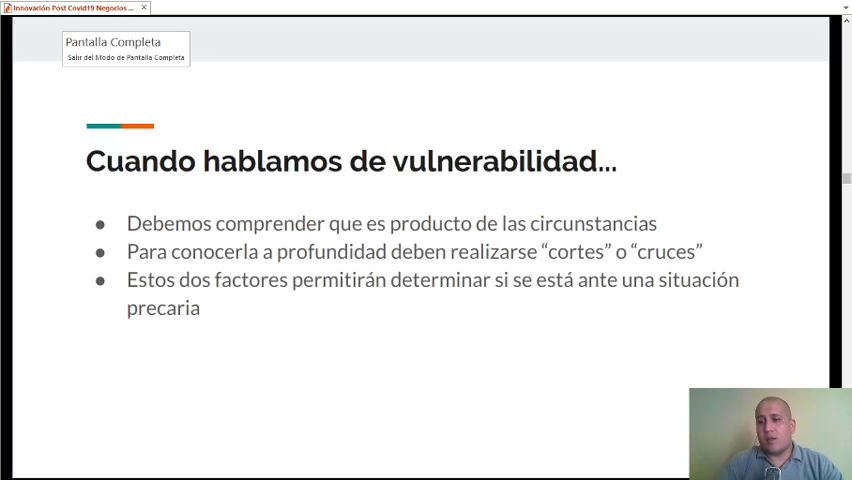 Innovación Post Covid19 Negocios ...
Pantalla Completa
Salir del Modo de Pantalla Completa
Cuando hablamos de vulnerabilidad...
● Debemos comprender que es producto de las circunstancias
● Para conocerla a profundidad deben realizarse “cortes” o “cruces”
● Estos dos factores permitirán determinar si se está ante una situación
precaria